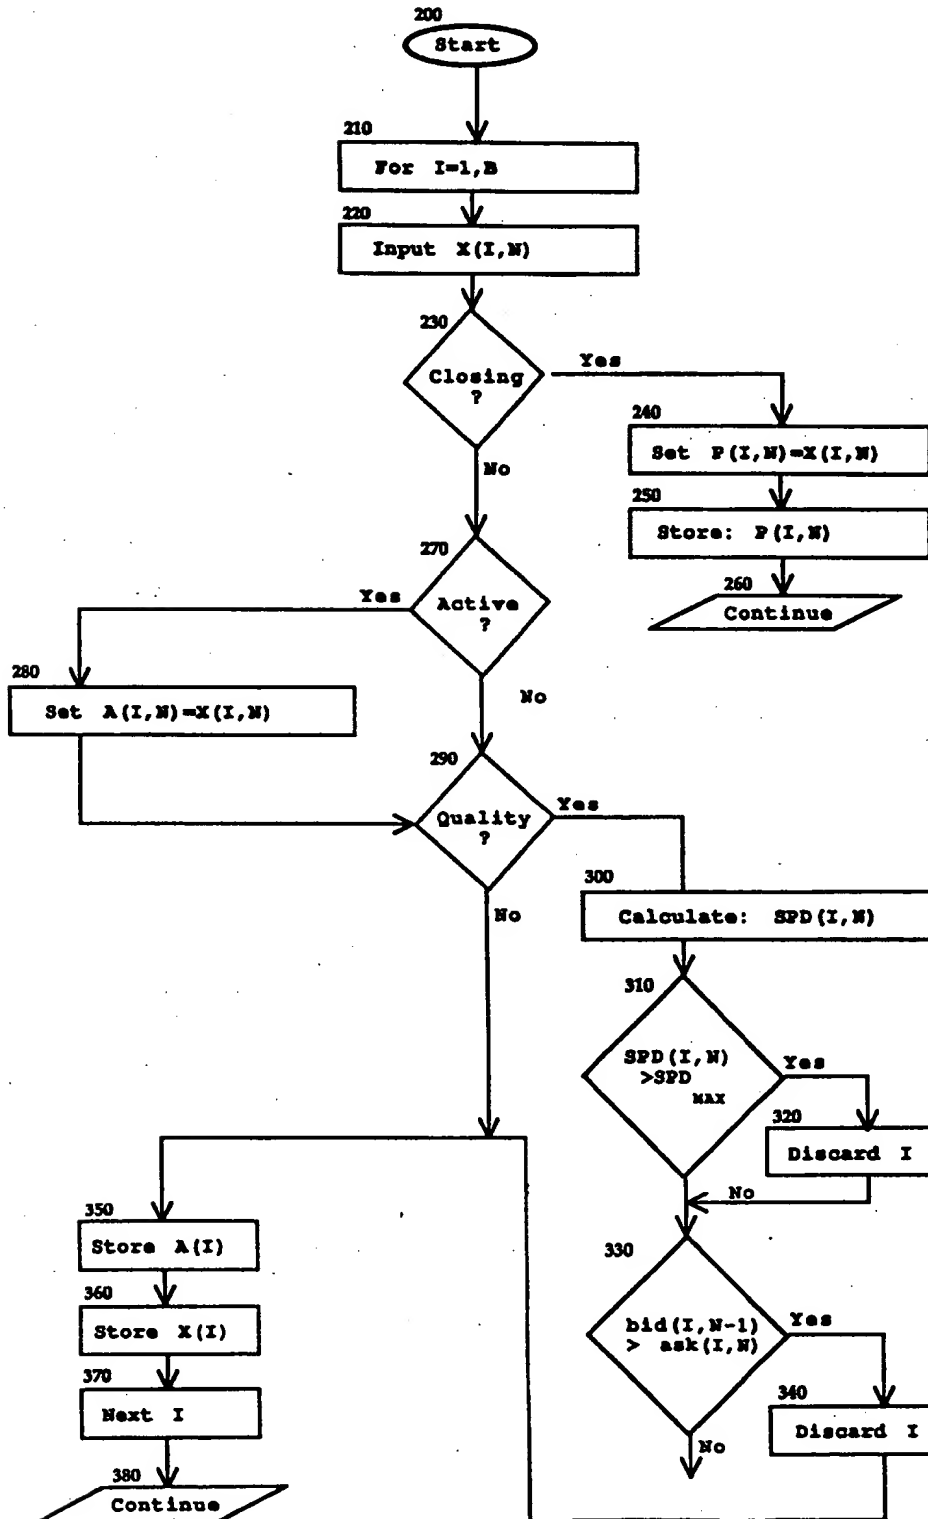 200
Start
210
For I=1,B
220
Input X(I,N)
230
Closing
?
Yes
No
240
Set P(I,N)=X(I,N)
250
Store: P(I,N)
260
Continue
270
Active
?
Yes
No
280
Set A(I,N)=X(I,N)
290
Quality
?
Yes
No
300
Calculate: SPD(I,N)
310
SPD(I,N)
>SPD
MAX
Yes
320
Discard I
No
330
bid(I,N-1)
> ask(I,N)
Yes
340
Discard I
No
350
Store A(I)
360
Store X(I)
370
Next I
380
Continue